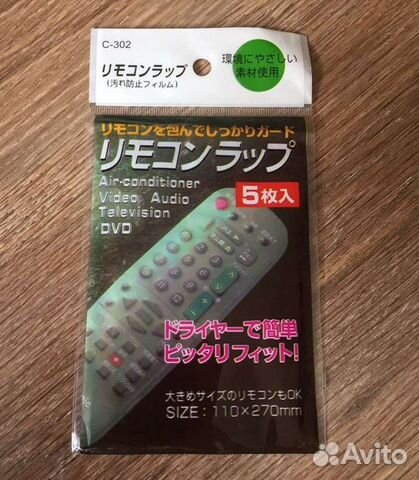 C-302
リモコンラップ
(汚れ防止フィルム)
環境にやさしい
素材使用
リモコンを包んでしっかりガード
リモコンラップ
Air-conditioner
Video Audio
Television
DVD
5枚入
ドライヤーで簡単
ピッタリフィット!
大きめサイズのリモコンもOK
SIZE:110×270mm
Avito